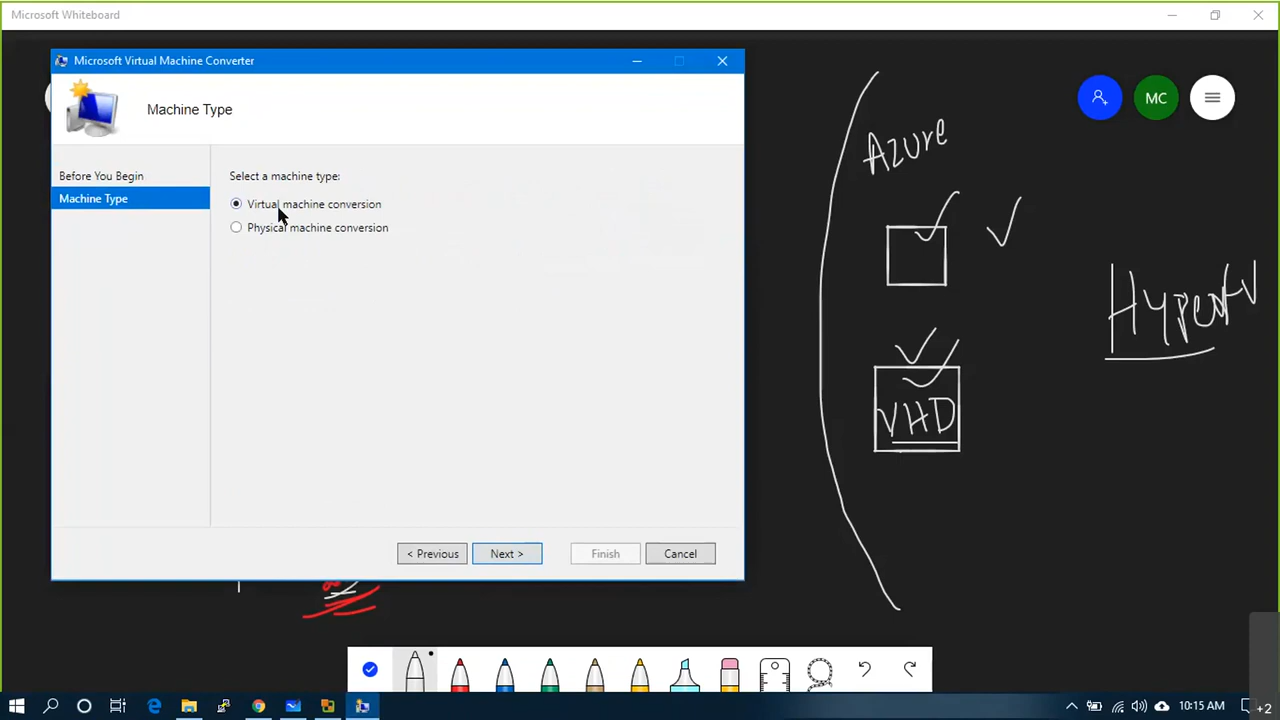 Microsoft Whiteboard
Microsoft Virtual Machine Converter
Machine Type
Before You Begin
Machine Type
Select a machine type:
Virtual machine conversion
Physical machine conversion
< Previous
Next >
Finish
Cancel
MC
Azure
VHD
10:15 AM
+2